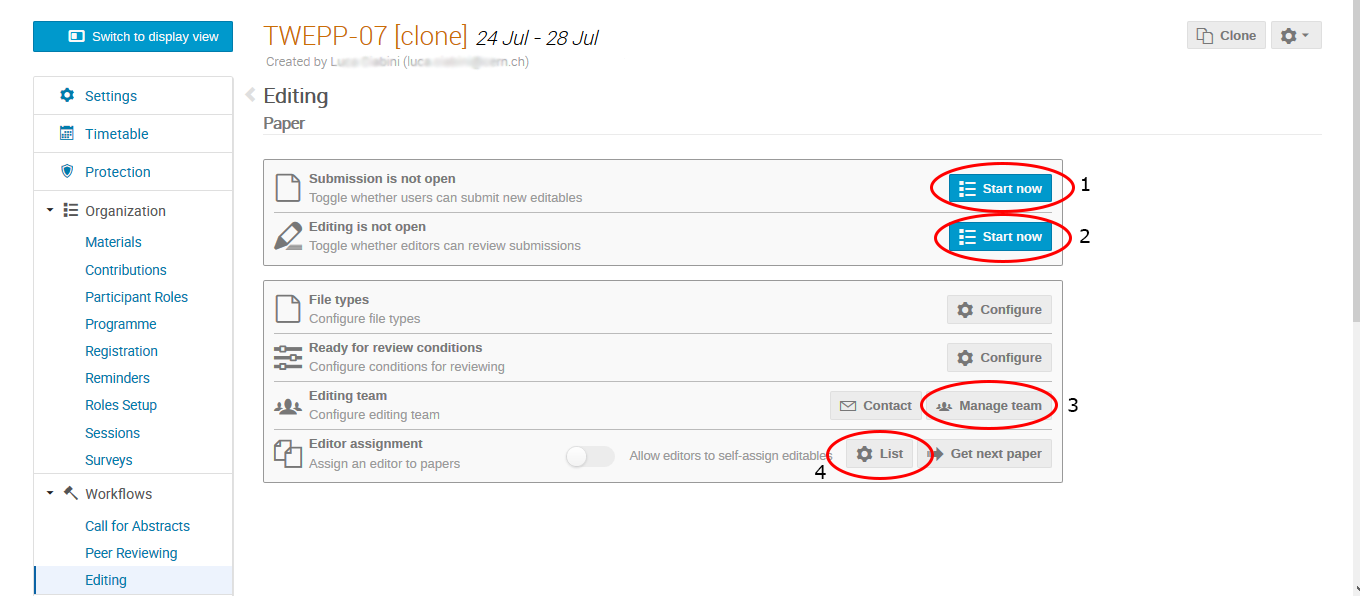 Switch to display view
TWEPP-07 [clone] 24 Jul - 28 Jul
Clone
Created by
Settings
Timetable
Protection
Organization
Materials
Contributions
Participant Roles
Programme
Registration
Reminders
Roles Setup
Sessions
Surveys
Workflows
Call for Abstracts
Peer Reviewing
Editing
Editing
Paper
Submission is not open
Toggle whether users can submit new editables
Start now
1
Editing is not open
Toggle whether editors can review submissions
Start now
2
File types
Configure file types
Configure
Ready for review conditions
Configure conditions for reviewing
Configure
Editing team
Configure editing team
Contact
Manage team
3
Editor assignment
Assign an editor to papers
Allow editors to self-assign editables
List
Get next paper
4